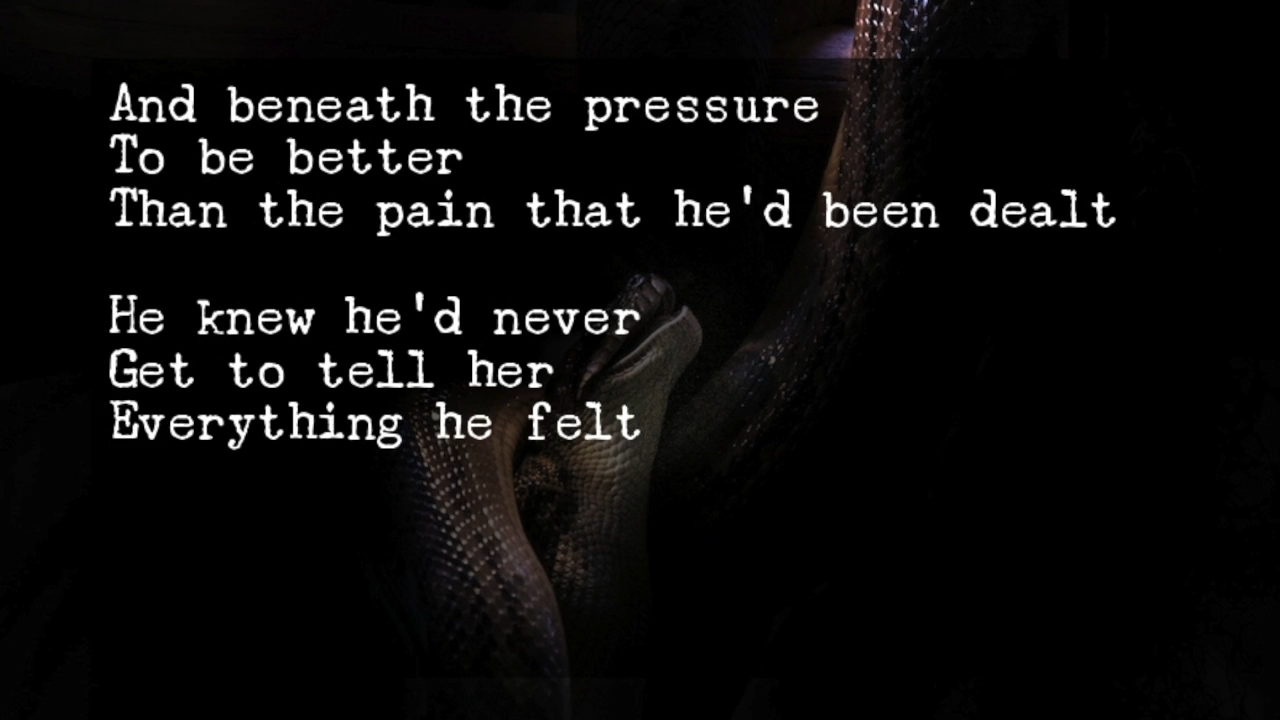 And beneath the pressure
To be better
Than the pain that he'd been dealt
He knew he'd never
Get to tell her
Everything he felt